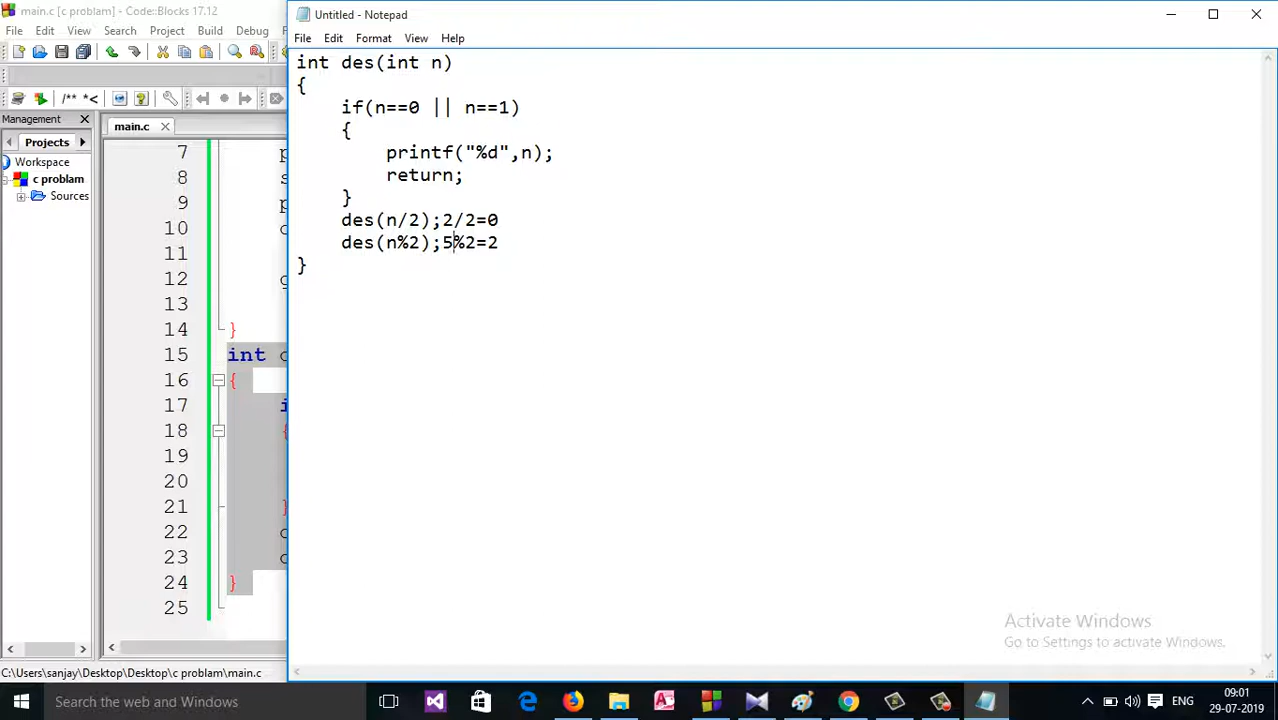 main.c [c problam] - Code::Blocks 17.12
File Edit View Search Project Build Debug
/** *<
Management
main.c
Projects
Workspace
c problam
Sources
7 p
8 s
9 p
10 c
11
12 g
13
14 }
15 int c
16 {
17 i
18 {
19
20
21 }
22 c
23 c
24 }
25
C:\Users\sanjay\Desktop\Desktop\c problam\main.c
Untitled - Notepad
File Edit Format View Help
int des(int n)
{
if(n==0 || n==1)
{
printf("%d",n);
return;
}
des(n/2);2/2=0
des(n%2);5%2=2
}
Activate Windows
Go to Settings to activate Windows.
Search the web and Windows
ENG
09:01
29-07-2019